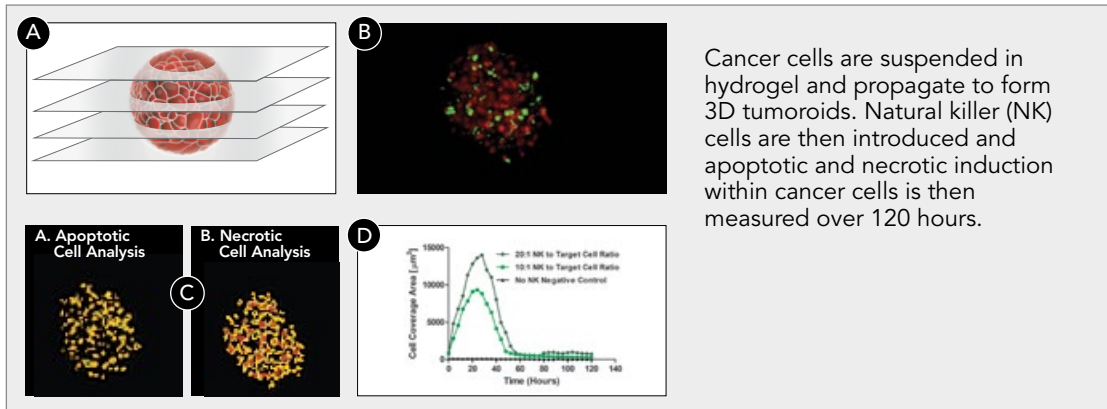 A
B
Cancer cells are suspended in
hydrogel and propagate to form
3D tumoroids. Natural killer (NK)
cells are then introduced and
apoptotic and necrotic induction
within cancer cells is then
measured over 120 hours.
A. Apoptotic
Cell Analysis
B. Necrotic
Cell Analysis
C
D
Cell Coverage Area [µm²]
15000
10000
5000
0
20:1 NK to Target Cell Ratio
10:1 NK to Target Cell Ratio
No NK Negative Control
0 20 40 60 80 100 120 140
Time (Hours)